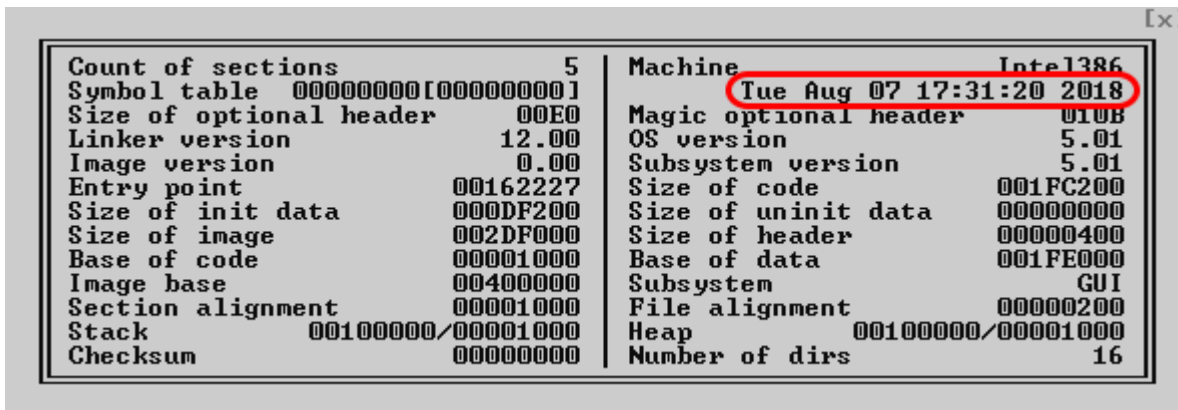 [x
Count of sections 5 Machine Intel386
Symbol table 00000000[00000000] Tue Aug 07 17:31:20 2018
Size of optional header 00E0 Magic optional header 010B
Linker version 12.00 OS version 5.01
Image version 0.00 Subsystem version 5.01
Entry point 00162227 Size of code 001FC200
Size of init data 000DF200 Size of uninit data 00000000
Size of image 002DF000 Size of header 00000400
Base of code 00001000 Base of data 001FE000
Image base 00400000 Subsystem GUI
Section alignment 00001000 File alignment 00000200
Stack 00100000/00001000 Heap 00100000/00001000
Checksum 00000000 Number of dirs 16